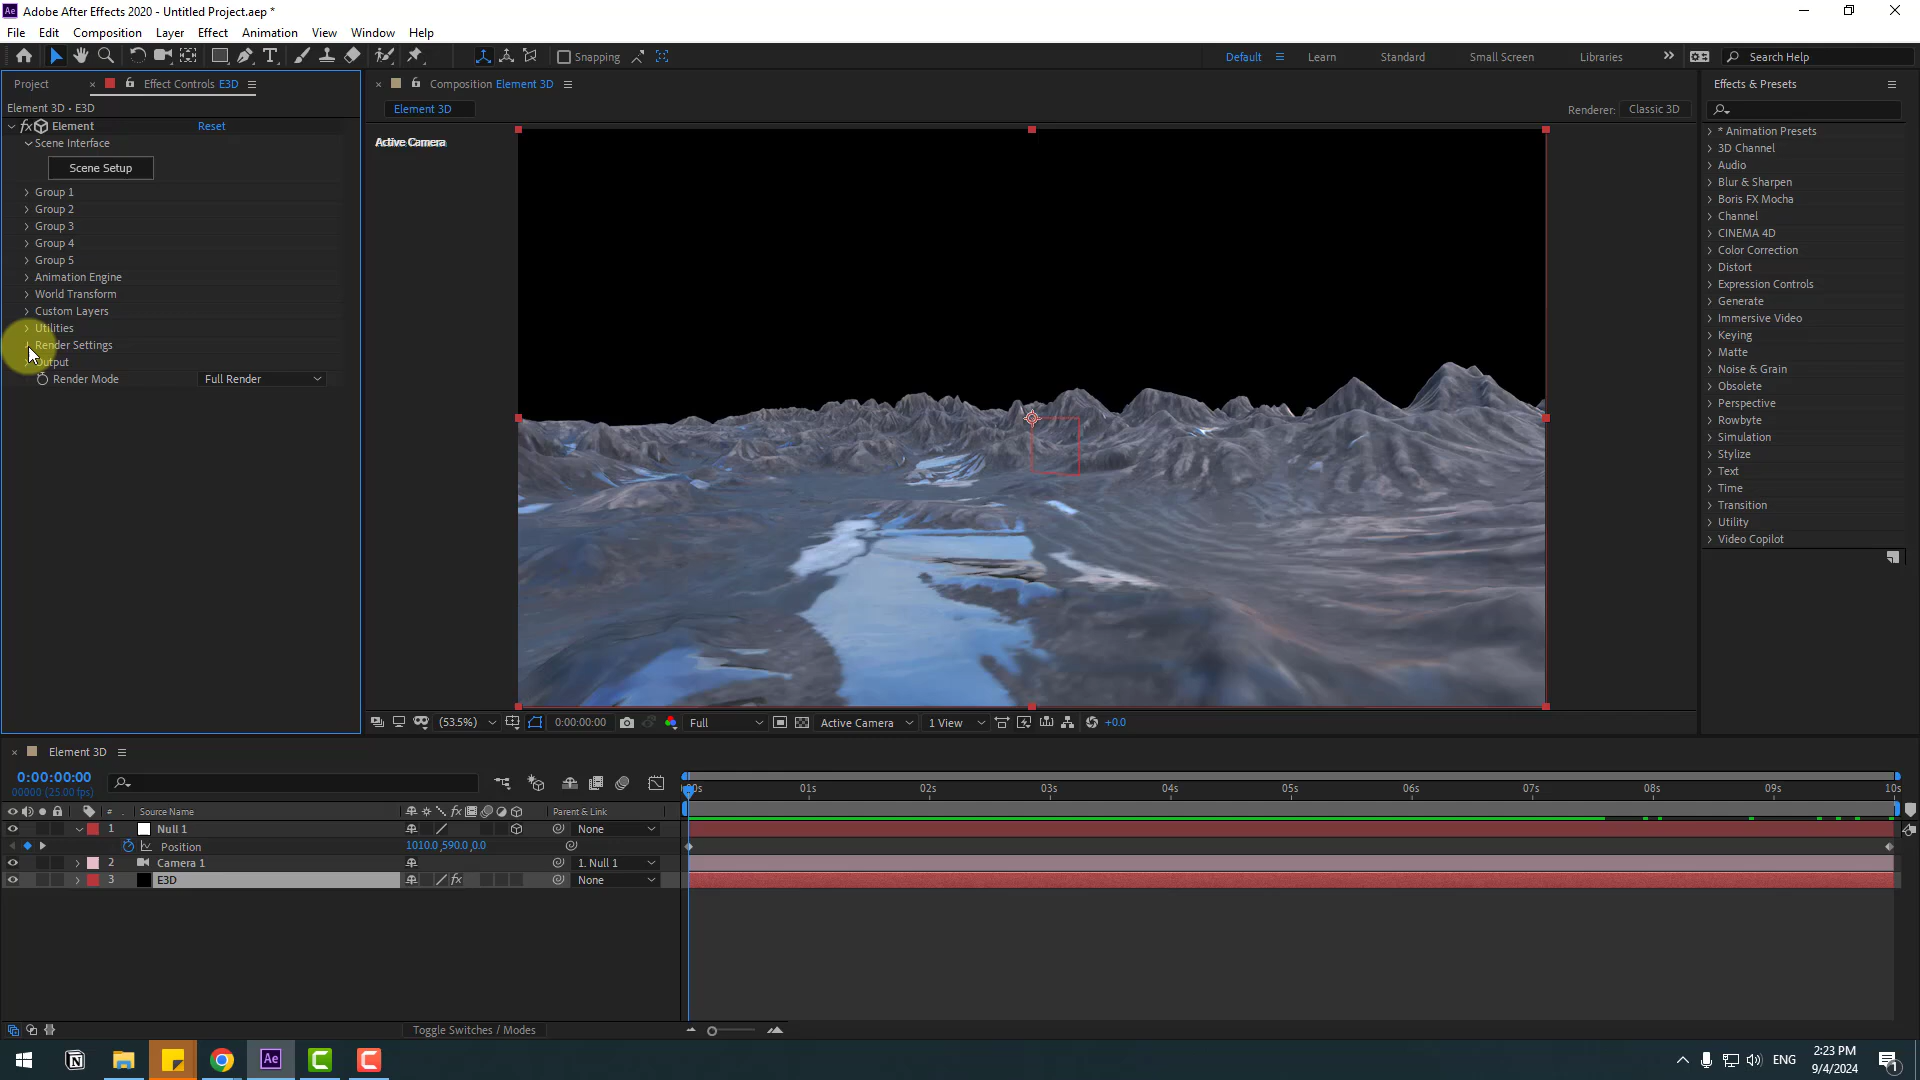 Adobe After Effects 2020 - Untitled Project.aep *
File Edit Composition Layer Effect Animation View Window Help
Snapping Default Learn Standard Small Screen Libraries Search Help
Project Effect Controls E3D
Composition Element 3D
Effects & Presets
Element 3D • E3D
Element 3D
Renderer: Classic 3D
Element Reset
Scene Interface
Scene Setup
Group 1
Group 2
Group 3
Group 4
Group 5
Animation Engine
World Transform
Custom Layers
Utilities
Render Settings
Output
Render Mode Full Render
Active Camera
* Animation Presets
3D Channel
Audio
Blur & Sharpen
Boris FX Mocha
Channel
CINEMA 4D
Color Correction
Distort
Expression Controls
Generate
Immersive Video
Keying
Matte
Noise & Grain
Obsolete
Perspective
Rowbyte
Simulation
Stylize
Text
Time
Transition
Utility
Video Copilot
(53.5%) 0:00:00:00 Full Active Camera 1 View +0.0
Element 3D
0:00:00:00
00000 (25.00 fps)
01s 02s 03s 04s 05s 06s 07s 08s 09s 10s
# Source Name Parent & Link
1 Null 1 None
Position 1010.0,590.0,0.0
2 Camera 1 1. Null 1
3 E3D None
Toggle Switches / Modes
ENG
2:23 PM
9/4/2024
1